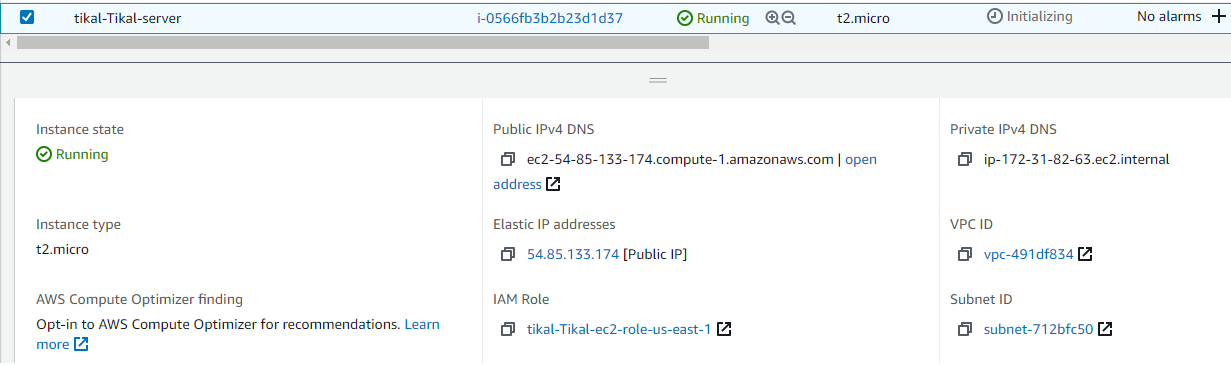 tikal-Tikal-server i-0566fb3b2b23d1d37 Running t2.micro Initializing No alarms
Instance state Public IPv4 DNS Private IPv4 DNS
Running ec2-54-85-133-174.compute-1.amazonaws.com | open ip-172-31-82-63.ec2.internal
address
Instance type Elastic IP addresses VPC ID
t2.micro 54.85.133.174 [Public IP] vpc-491df834
AWS Compute Optimizer finding IAM Role Subnet ID
Opt-in to AWS Compute Optimizer for recommendations. Learn tikal-Tikal-ec2-role-us-east-1 subnet-712bfc50
more